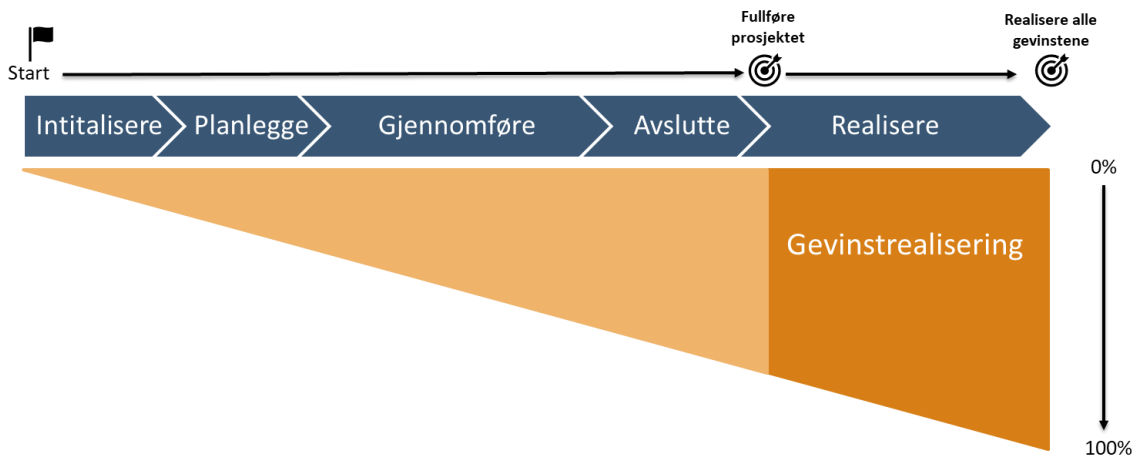 Fullføre
prosjektet
Realisere alle
gevinstene
Start
Intitalisere
Planlegge
Gjennomføre
Avslutte
Realisere
0%
Gevinstrealisering
100%